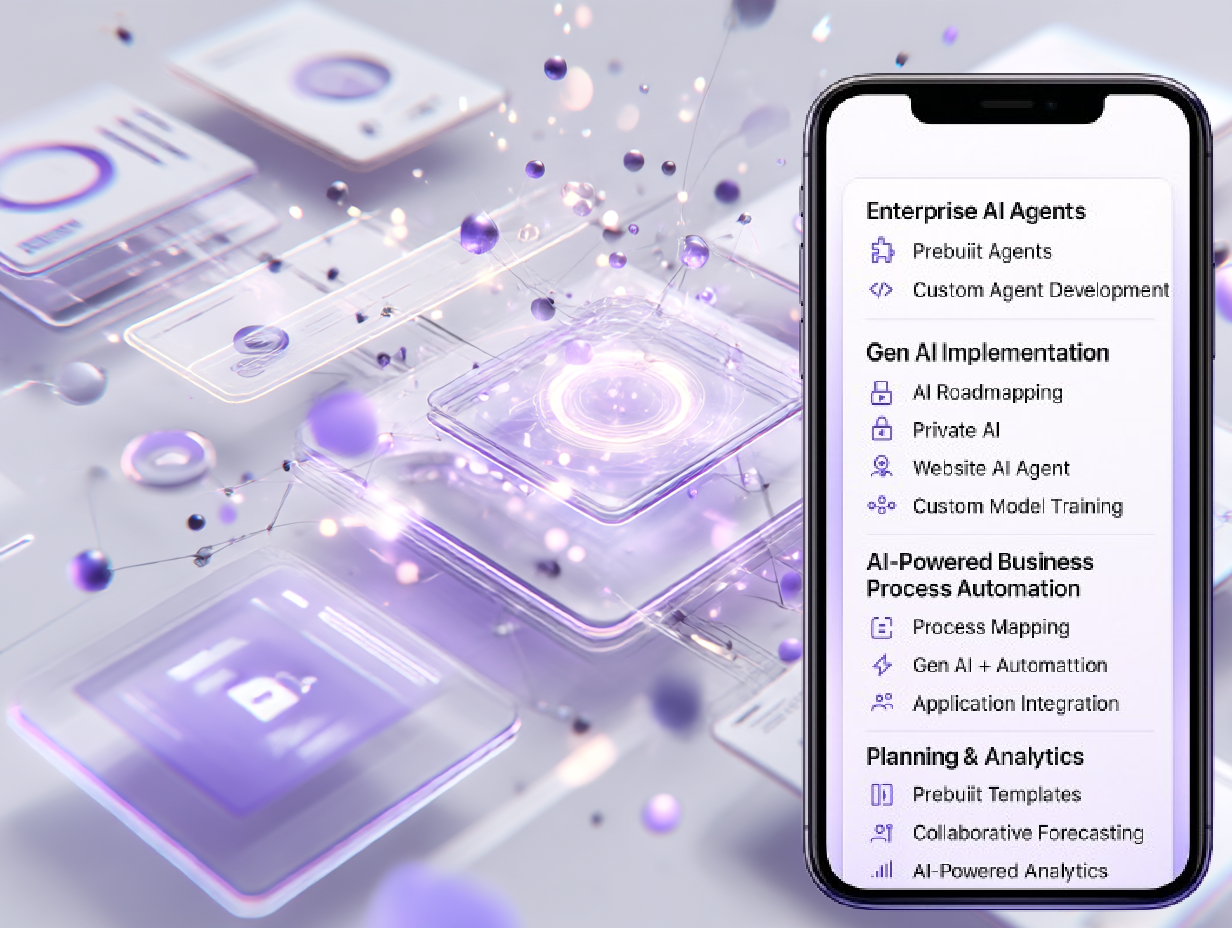 Enterprise AI Agents
Prebuiit Agents
Custom Agent Development
Gen AI Implementation
AI Roadmapping
Private AI
Website AI Agent
Custom Model Training
AI-Powered Business
Process Automation
Process Mapping
Gen AI + Automattion
Application Integration
Planning & Analytics
Prebuiit Templates
Collaborative Forecasting
AI-Powered Analytics